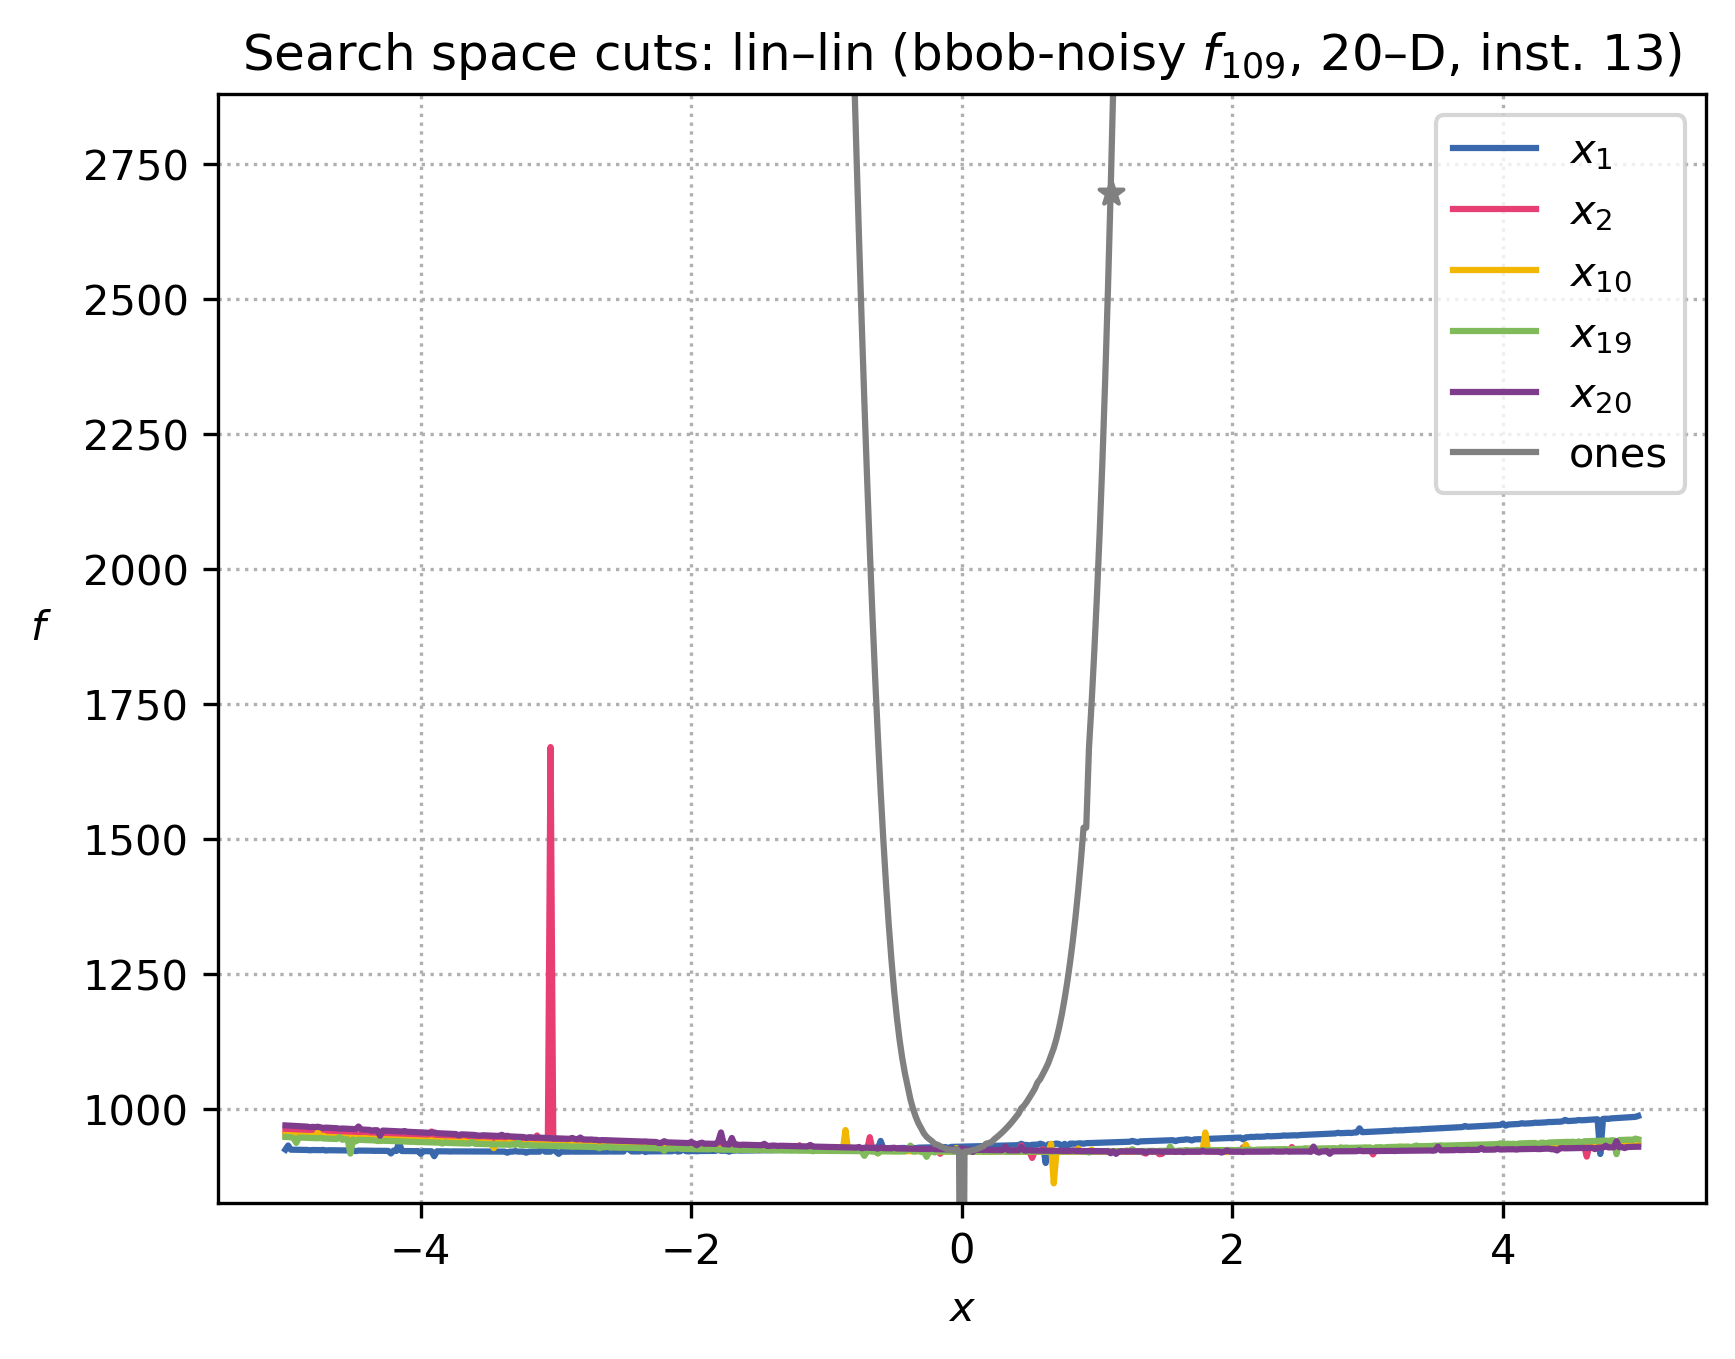 Search space cuts: lin–lin (bbob-noisy f109, 20–D, inst. 13)
2750
2500
2250
2000
1750
1500
1250
1000
f
−4 −2 0 2 4
x
x1
x2
x10
x19
x20
ones